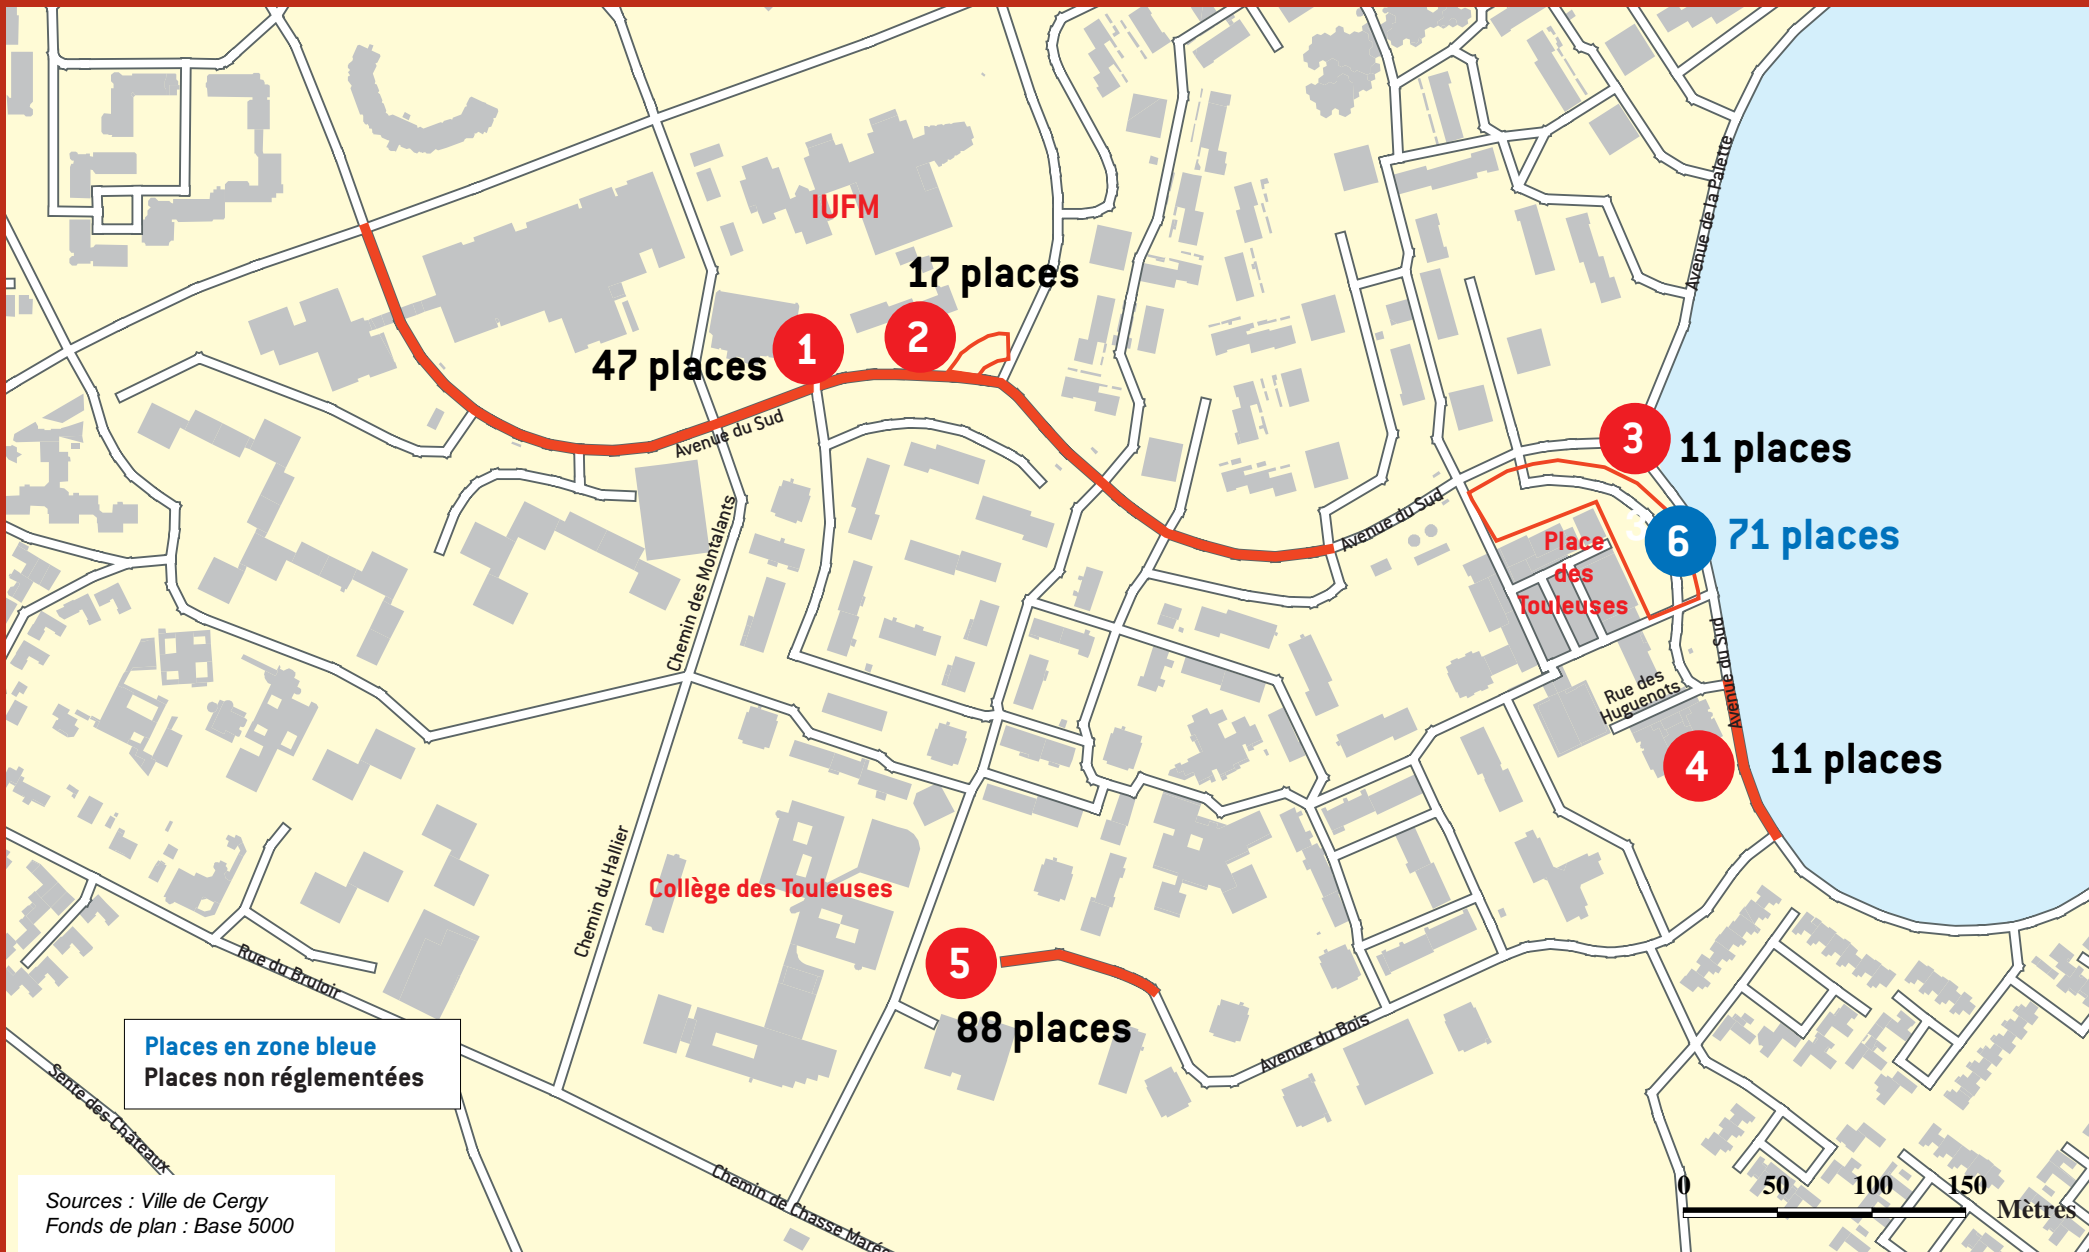 Avenue de la Palette
IUFM
17 places
2
1
47 places
Avenue du Sud
3
11 places
Avenue du Sud
6
71 places
Place
des
Touleuses
Chemin des Montalants
Avenue du Sud
Rue des
Huguenots
4
11 places
Chemin du Hallier
Collège des Touleuses
5
88 places
Rue du Bruloir
Avenue du Bois
Places en zone bleue
Places non réglementées
Sente des Châteaux
Chemin de Chasse Maré
Sources : Ville de Cergy
Fonds de plan : Base 5000
0 50 100 150
Mètres